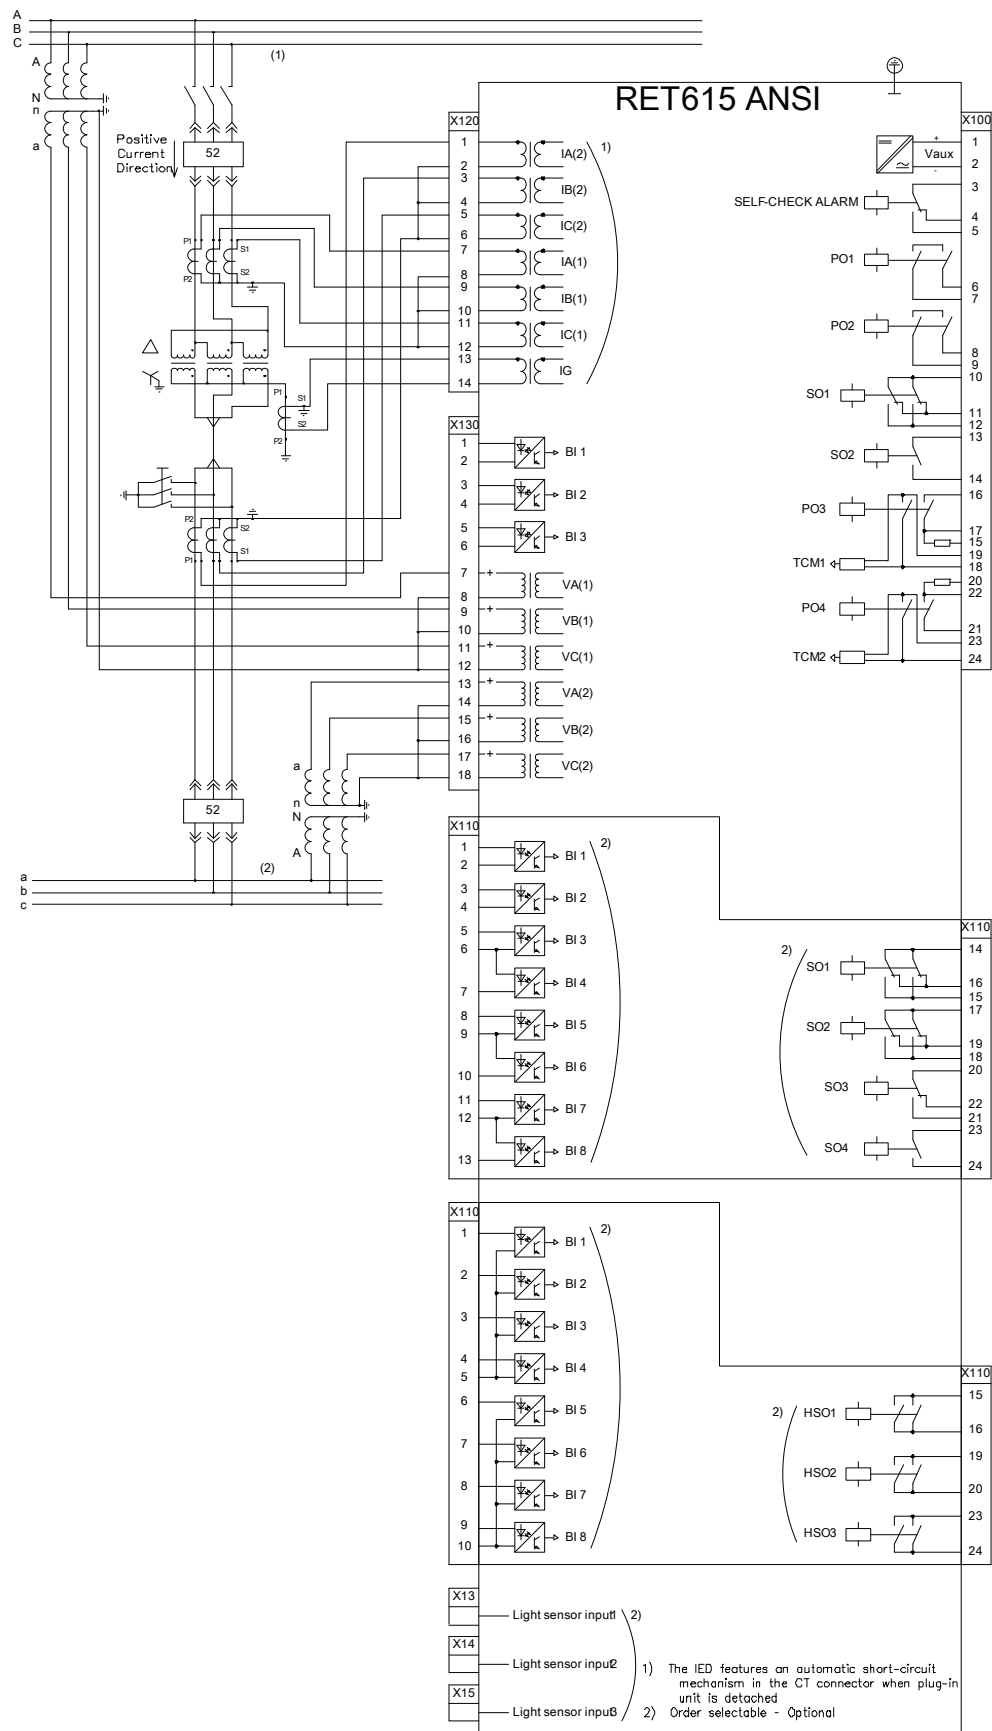 A
B
C
(1)
A
N
n
a
Positive
Current
Direction
52
P1
S1
P2
S2
P1
S1
S2
P2
P2
S2
P1
S1
a
n
N
A
52
(2)
a
b
c
RET615 ANSI
X120
1
2
3
4
5
6
7
8
9
10
11
12
13
14
IA(2)
IB(2)
IC(2)
IA(1)
IB(1)
IC(1)
IG
1)
X130
1
2
3
4
5
6
7
8
9
10
11
12
13
14
15
16
17
18
BI 1
BI 2
BI 3
+
VA(1)
+
VB(1)
+
VC(1)
+
VA(2)
+
VB(2)
+
VC(2)
X100
1
2
3
4
5
6
7
8
9
10
11
12
13
14
16
17
15
19
18
20
22
21
23
24
+
Vaux
-
SELF-CHECK ALARM
PO1
PO2
SO1
SO2
PO3
TCM1
PO4
TCM2
X110
1
2
3
4
5
6
7
8
9
10
11
12
13
BI 1
BI 2
BI 3
BI 4
BI 5
BI 6
BI 7
BI 8
2)
X110
14
16
15
17
19
18
20
22
21
23
24
2)
SO1
SO2
SO3
SO4
X110
1
2
3
4
5
6
7
8
9
10
BI 1
BI 2
BI 3
BI 4
BI 5
BI 6
BI 7
BI 8
2)
X110
15
16
19
20
23
24
2)
HSO1
HSO2
HSO3
X13
Light sensor input1
2)
X14
Light sensor input2
X15
Light sensor input3
1) The IED features an automatic short-circuit
mechanism in the CT connector when plug-in
unit is detached
2) Order selectable - Optional